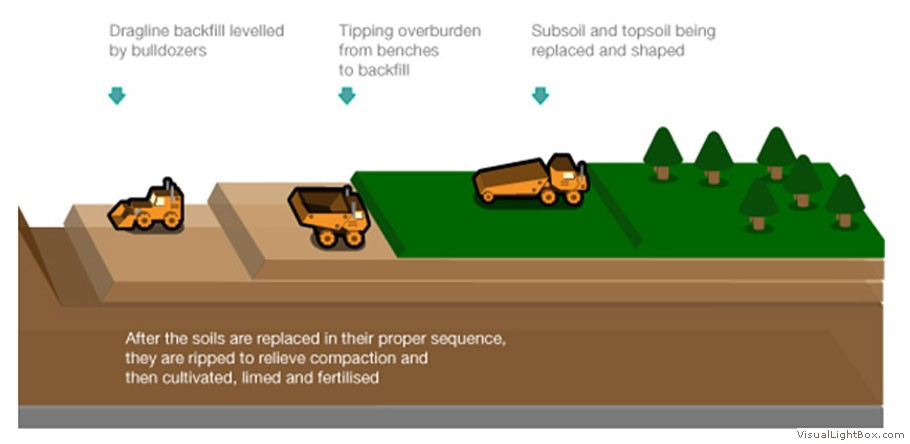 Dragline backfill levelled
by bulldozers
Tipping overburden
from benches
to backfill
Subsoil and topsoil being
replaced and shaped
After the soils are replaced in their proper sequence,
they are ripped to relieve compaction and
then cultivated, limed and fertilised
VisualLightBox.com